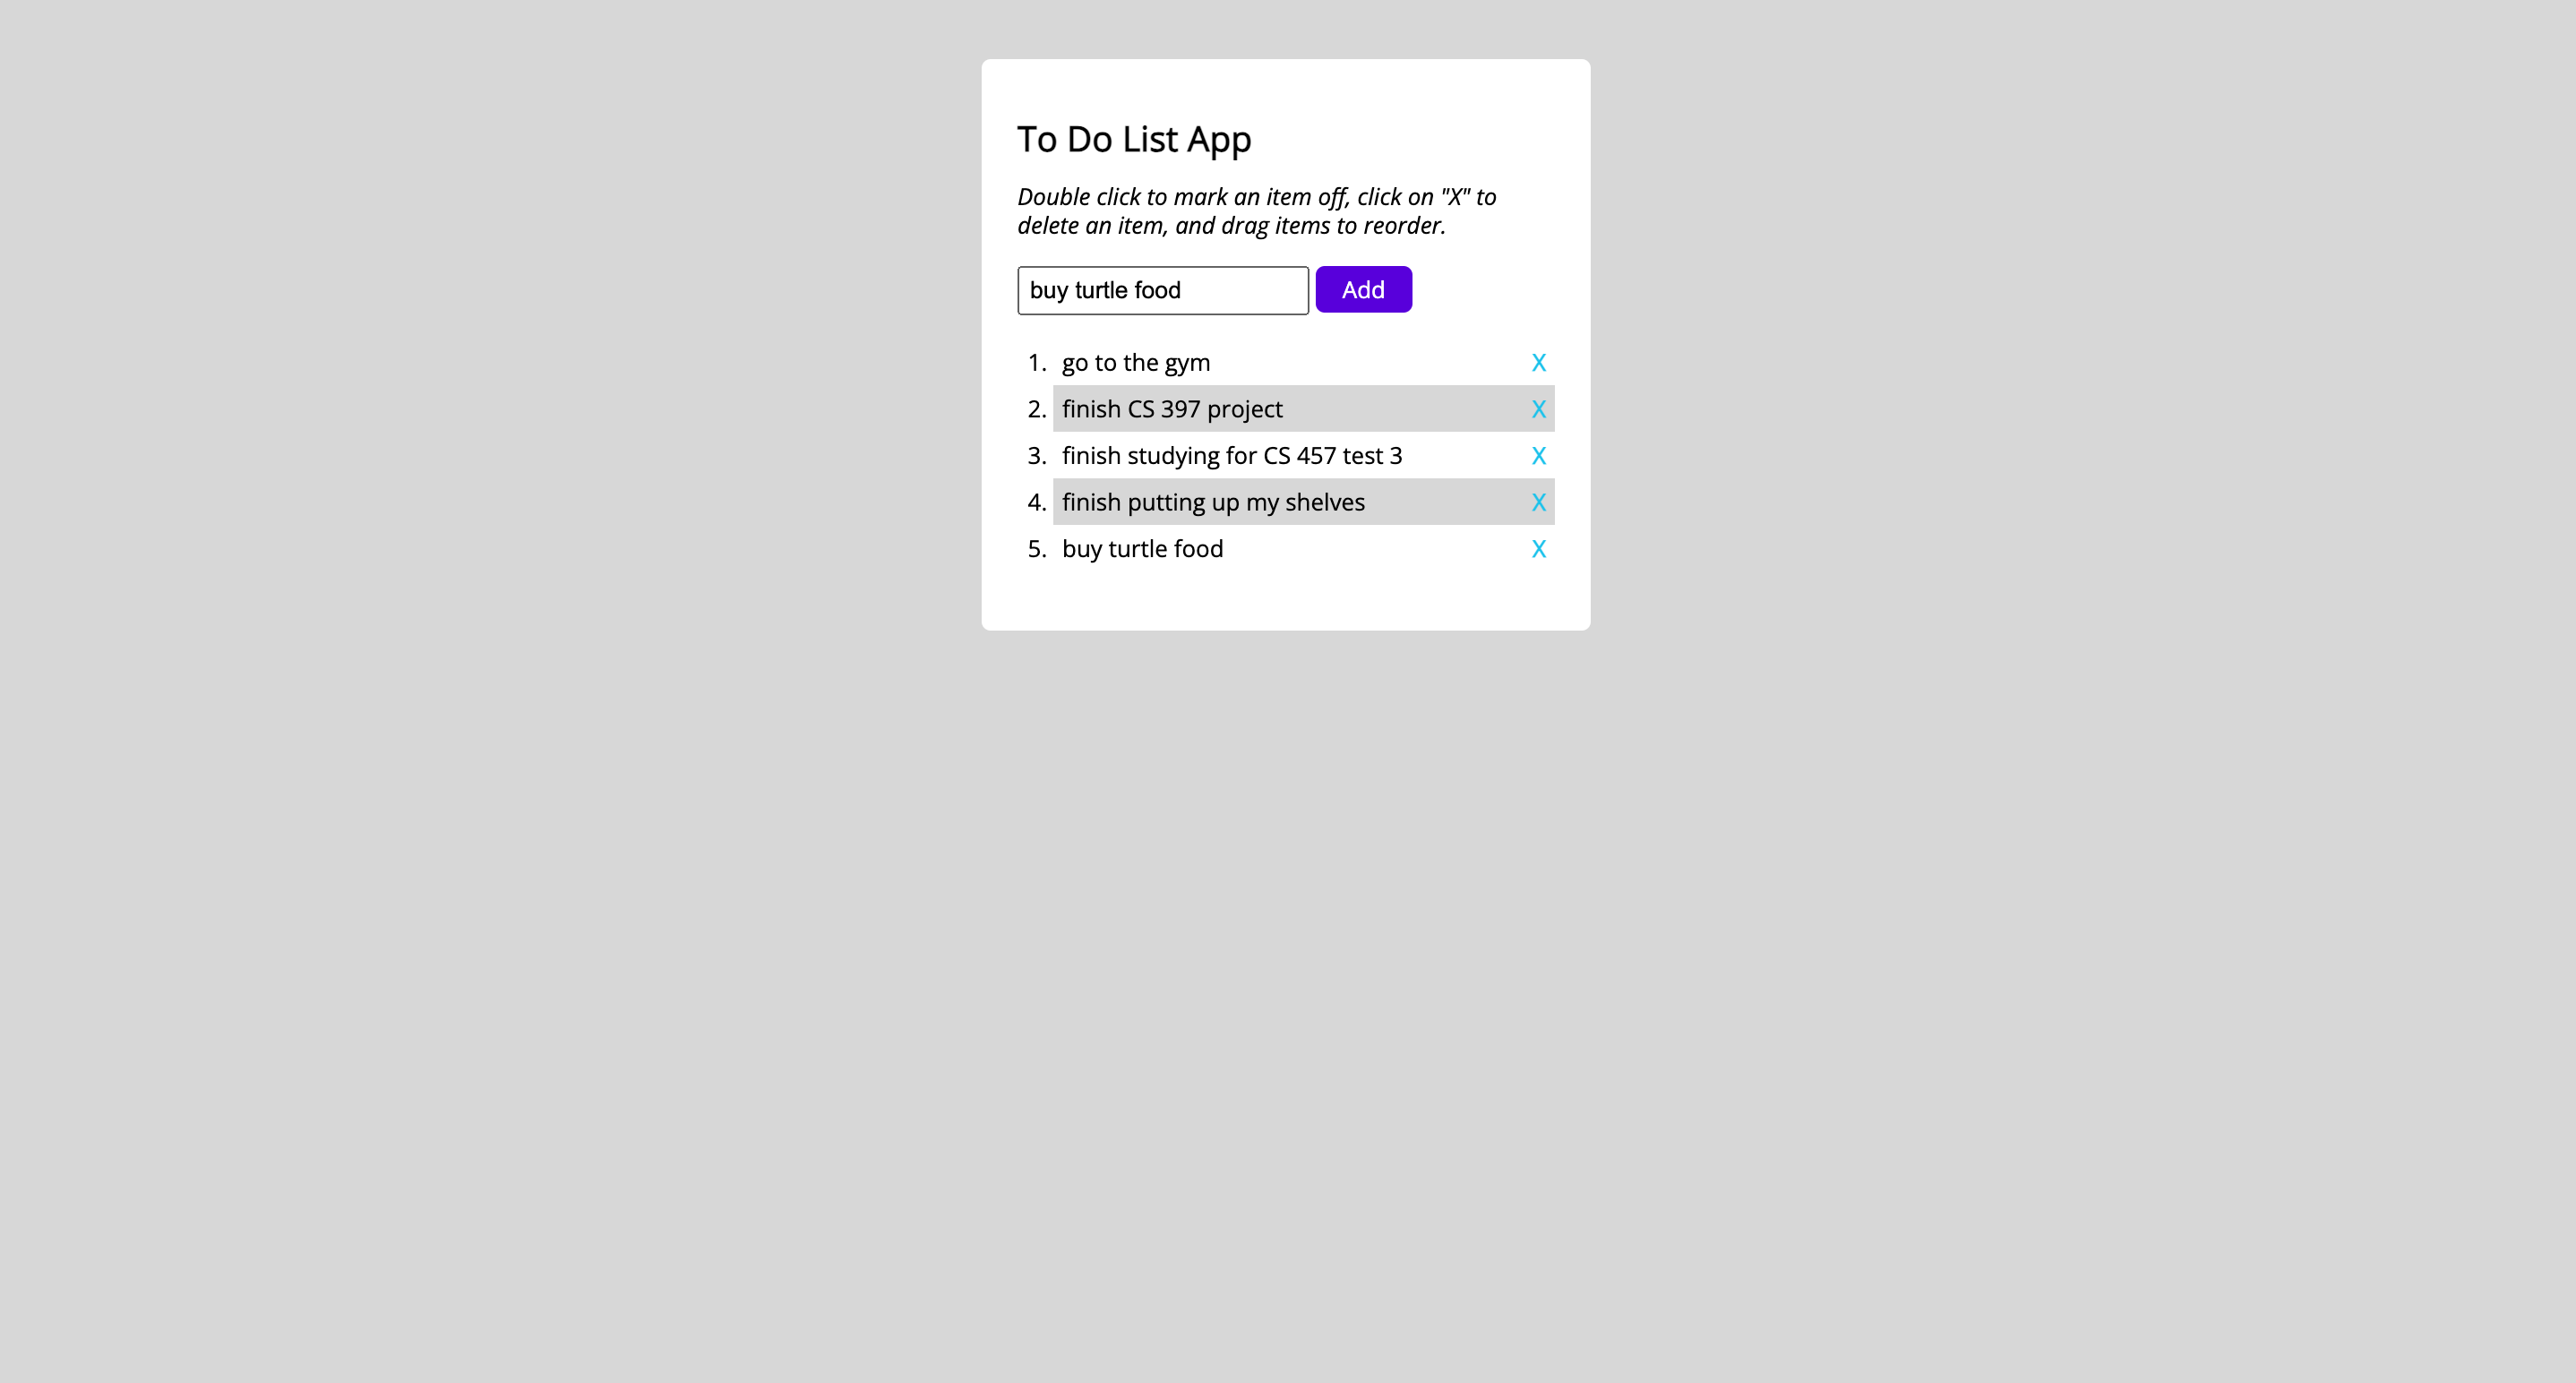 To Do List App
Double click to mark an item off, click on "X" to
delete an item, and drag items to reorder.
buy turtle food Add
1. go to the gym X
2. finish CS 397 project X
3. finish studying for CS 457 test 3 X
4. finish putting up my shelves X
5. buy turtle food X